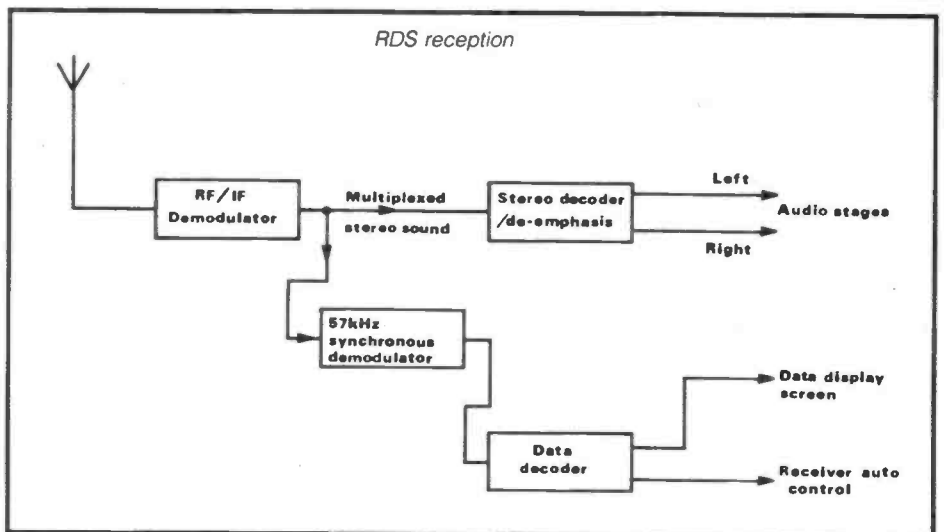 RDS reception
RF/IF
Demodulator
Multiplexed
stereo sound
Stereo decoder
/de-emphasis
Left
Right
Audio stages
57kHz
synchronous
demodulator
Data
decoder
Data display
screen
Receiver auto
control